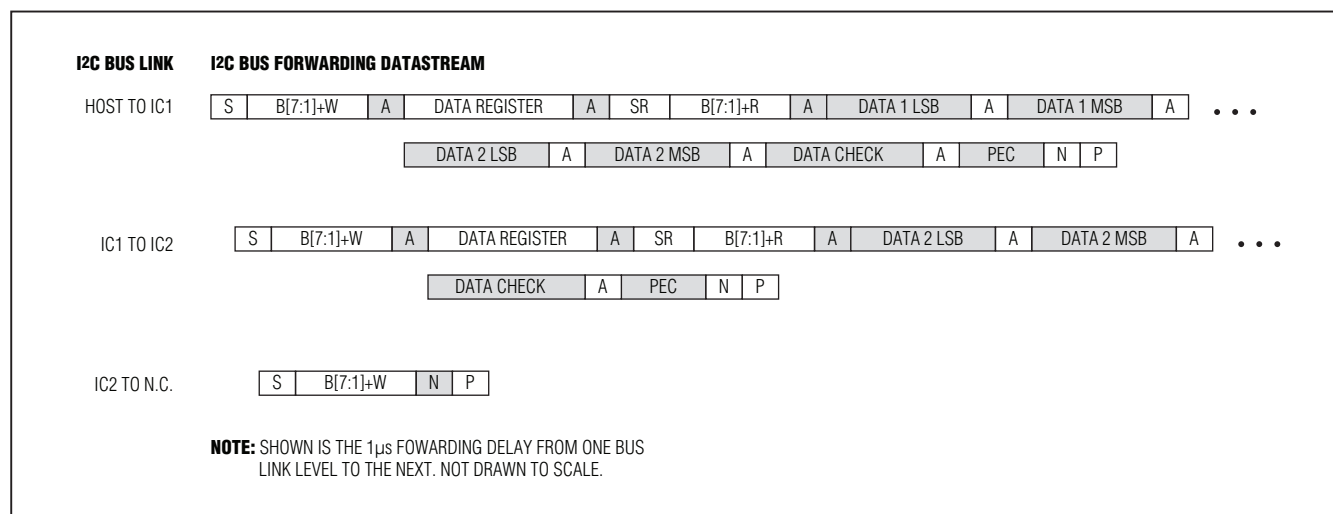 I2C BUS LINK I2C BUS FORWARDING DATASTREAM
HOST TO IC1 S B[7:1]+W A DATA REGISTER A SR B[7:1]+R A DATA 1 LSB A DATA 1 MSB A • • •
DATA 2 LSB A DATA 2 MSB A DATA CHECK A PEC N P
IC1 TO IC2 S B[7:1]+W A DATA REGISTER A SR B[7:1]+R A DATA 2 LSB A DATA 2 MSB A • • •
DATA CHECK A PEC N P
IC2 TO N.C. S B[7:1]+W N P
NOTE: SHOWN IS THE 1µs FOWARDING DELAY FROM ONE BUS
LINK LEVEL TO THE NEXT. NOT DRAWN TO SCALE.